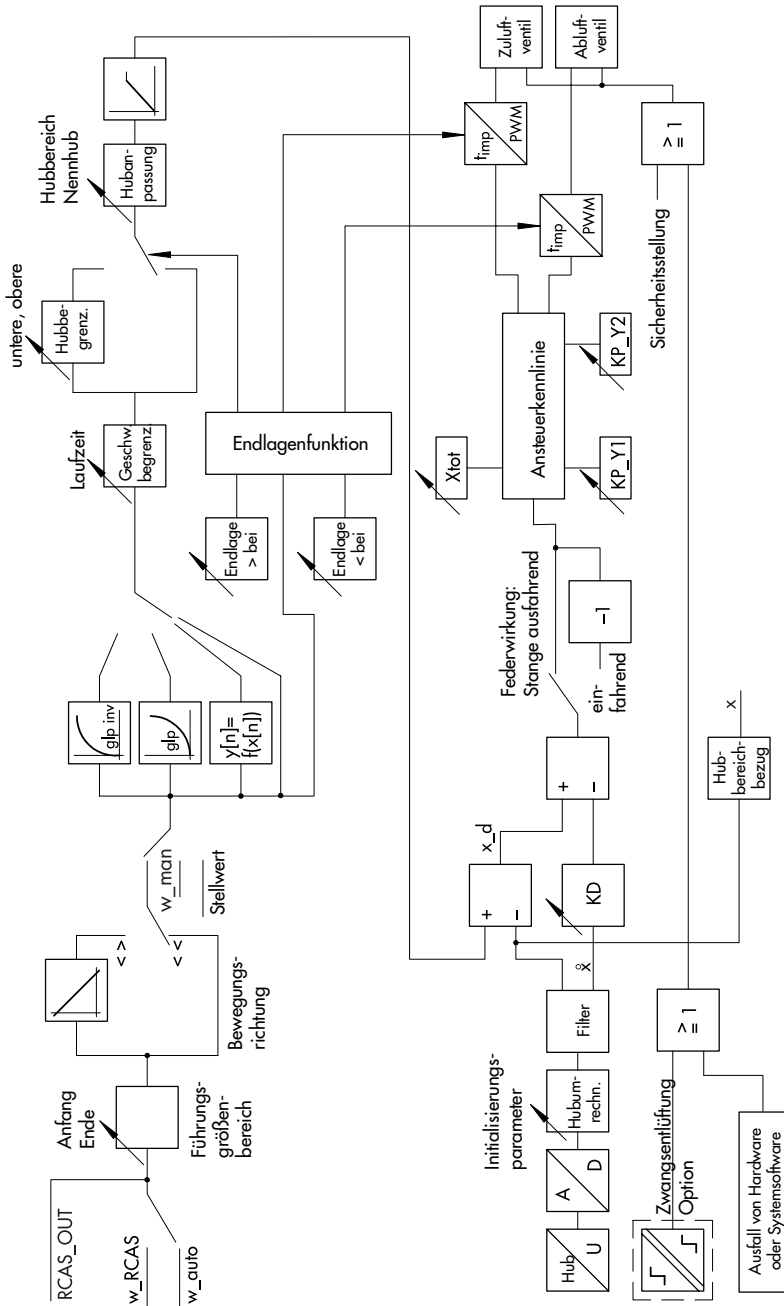 RCAS_OUT
w_RCAS
w_auto
Anfang
Ende
Führungs-
größen-
bereich
Bewegungs-
richtung
< >
< <
w_man
Stellwert
glp inv
glp
y[n]=
f(x[n])
Laufzeit
Geschw.
begrenz.
untere, obere
Hubbe-
grenz.
Hubbereich
Nennhub
Huban-
passung
Endlage
> bei
Endlage
< bei
Endlagenfunktion
Hub
U
A
D
Initialisierungs-
parameter
Hubum-
rechn.
Filter
x̊
KD
+
−
x_d
+
−
Federwirkung:
Stange ausfahrend
ein-
fahrend
−1
Xtot
Ansteuerkennlinie
KP_Y1
KP_Y2
t imp
PWM
t imp
PWM
Zuluft-
ventil
Abluft-
ventil
Zwangsentlüftung
Option
Ausfall von Hardware
oder Systemsoftware
>= 1
Hub-
bereich-
bezug
x
Sicherheitsstellung
>= 1